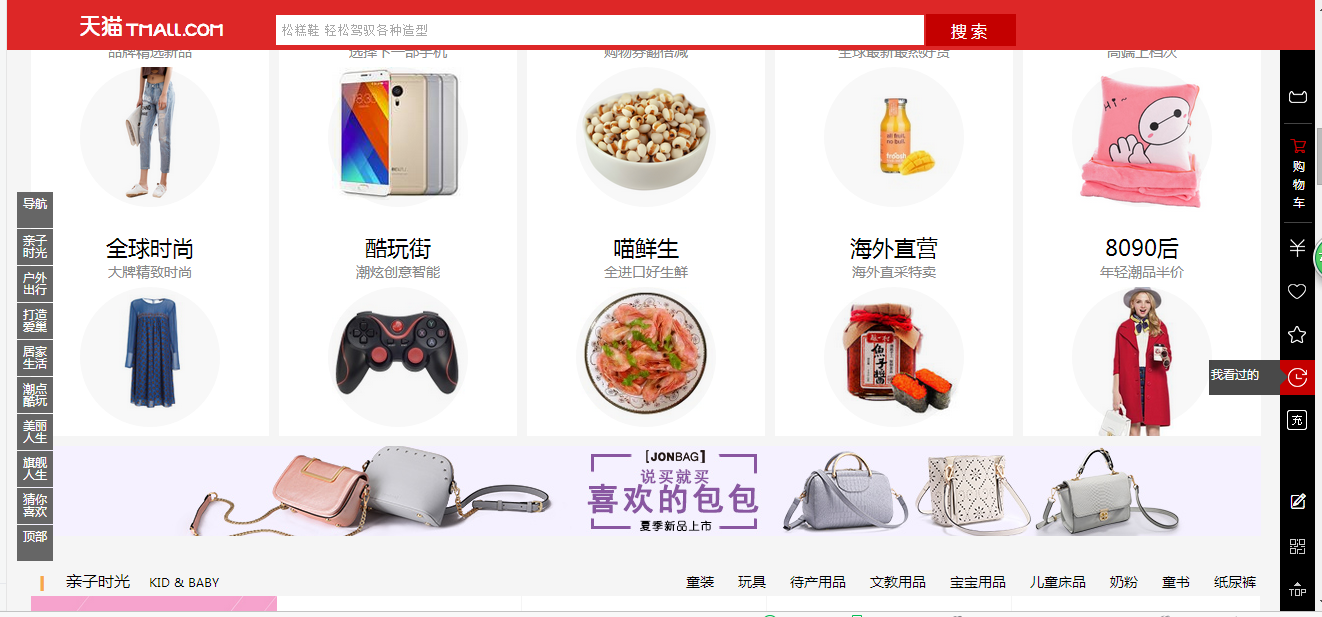 天猫 TMALL.COM
松糕鞋 轻松驾驭各种造型
搜 索
品牌精选新品
选择下一部手机
购物券翻倍减
全球最新最热好货
高端上档次
Hi~
全球时尚
酷玩街
喵鲜生
海外直营
8090后
大牌精致时尚
潮炫创意智能
全进口好生鲜
海外直采特卖
年轻潮品半价
鱼子酱
导航
亲子
时光
户外
出行
打造
爱巢
居家
生活
潮点
酷玩
美丽
人生
旗舰
人生
猜你
喜欢
顶部
购
物
车
我看过的
充
TOP
[JONBAG]
说买就买
喜欢的包包
夏季新品上市
亲子时光 KID & BABY
童装 玩具 待产用品 文教用品 宝宝用品 儿童床品 奶粉 童书 纸尿裤